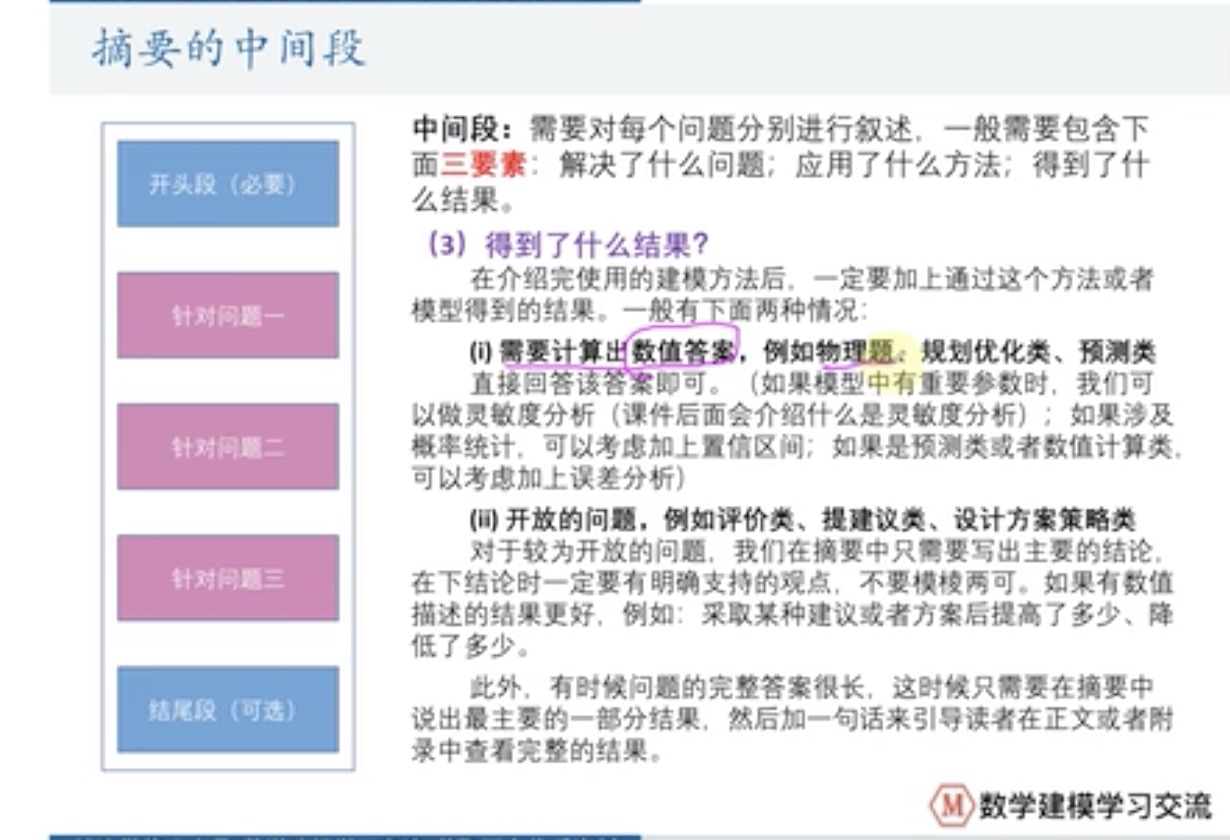 摘要的中间段
开头段（必要）
针对问题一
针对问题二
针对问题三
结尾段（可选）
中间段：需要对每个问题分别进行叙述，一般需要包含下
面三要素：解决了什么问题；应用了什么方法；得到了什
么结果。
（3）得到了什么结果？
在介绍完使用的建模方法后，一定要加上通过这个方法或者
模型得到的结果。一般有下面两种情况：
(i) 需要计算出数值答案，例如物理题、规划优化类、预测类
直接回答该答案即可。（如果模型中有重要参数时，我们可
以做灵敏度分析（课件后面会介绍什么是灵敏度分析）；如果涉及
概率统计，可以考虑加上置信区间；如果是预测类或者数值计算类，
可以考虑加上误差分析）
(ii) 开放的问题，例如评价类、提建议类、设计方案策略类
对于较为开放的问题，我们在摘要中只需要写出主要的结论，
在下结论时一定要有明确支持的观点，不要模棱两可。如果有数值
描述的结果更好，例如：采取某种建议或者方案后提高了多少、降
低了多少。
此外，有时候问题的完整答案很长，这时候只需要在摘要中
说出最主要的一部分结果，然后加一句话来引导读者在正文或者附
录中查看完整的结果。
M 数学建模学习交流